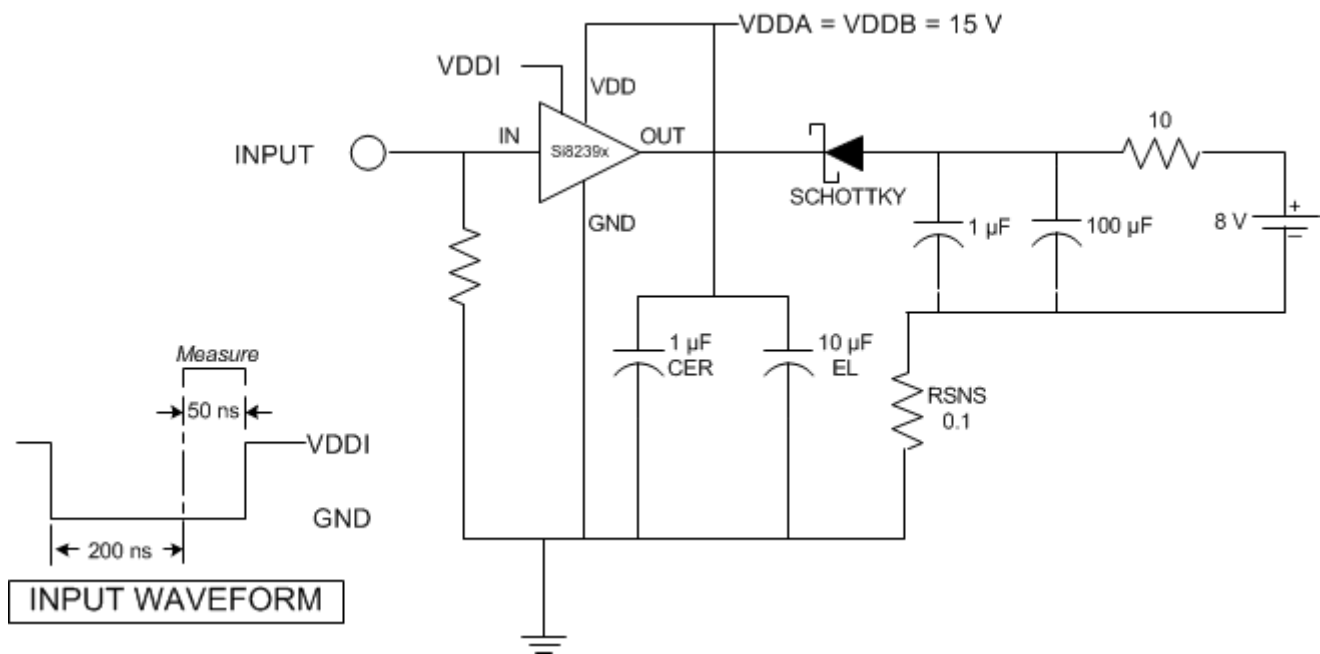 VDDA = VDDB = 15 V
VDDI
VDD
10
INPUT
IN
Si8239x
OUT
SCHOTTKY
GND
1 µF
100 µF
8 V
+
Measure
1 µF
CER
10 µF
EL
50 ns
RSNS
0.1
VDDI
GND
200 ns
INPUT WAVEFORM